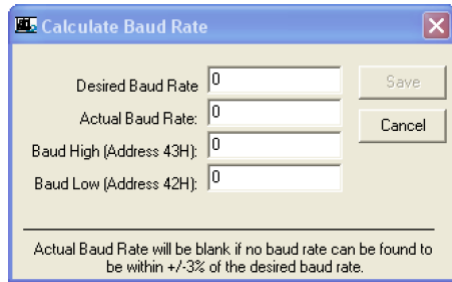 Calculate Baud Rate
Desired Baud Rate 0 Save
Actual Baud Rate: 0 Cancel
Baud High (Address 43H): 0
Baud Low (Address 42H): 0
Actual Baud Rate will be blank if no baud rate can be found to
be within +/-3% of the desired baud rate.